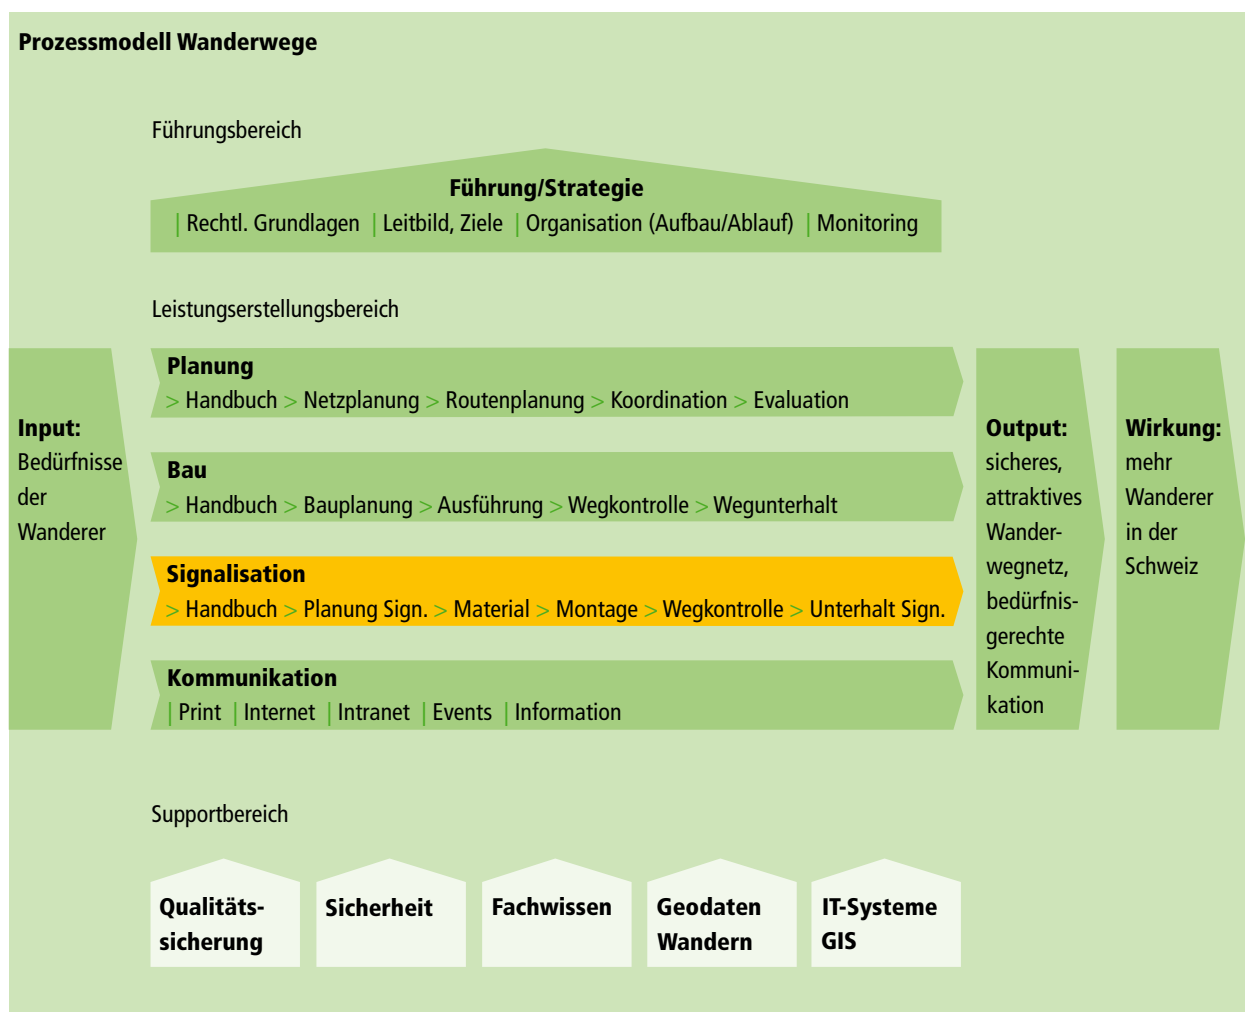 Prozessmodell Wanderwege
Führungsbereich
Führung/Strategie
| Rechtl. Grundlagen | Leitbild, Ziele | Organisation (Aufbau/Ablauf) | Monitoring
Leistungserstellungsbereich
Input:
Bedürfnisse
der
Wanderer
Planung
> Handbuch > Netzplanung > Routenplanung > Koordination > Evaluation
Bau
> Handbuch > Bauplanung > Ausführung > Wegkontrolle > Wegunterhalt
Signalisation
> Handbuch > Planung Sign. > Material > Montage > Wegkontrolle > Unterhalt Sign.
Kommunikation
| Print | Internet | Intranet | Events | Information
Output:
sicheres,
attraktives
Wander-
wegnetz,
bedürfnis-
gerechte
Kommuni-
kation
Wirkung:
mehr
Wanderer
in der
Schweiz
Supportbereich
Qualitäts-
sicherung
Sicherheit
Fachwissen
Geodaten
Wandern
IT-Systeme
GIS